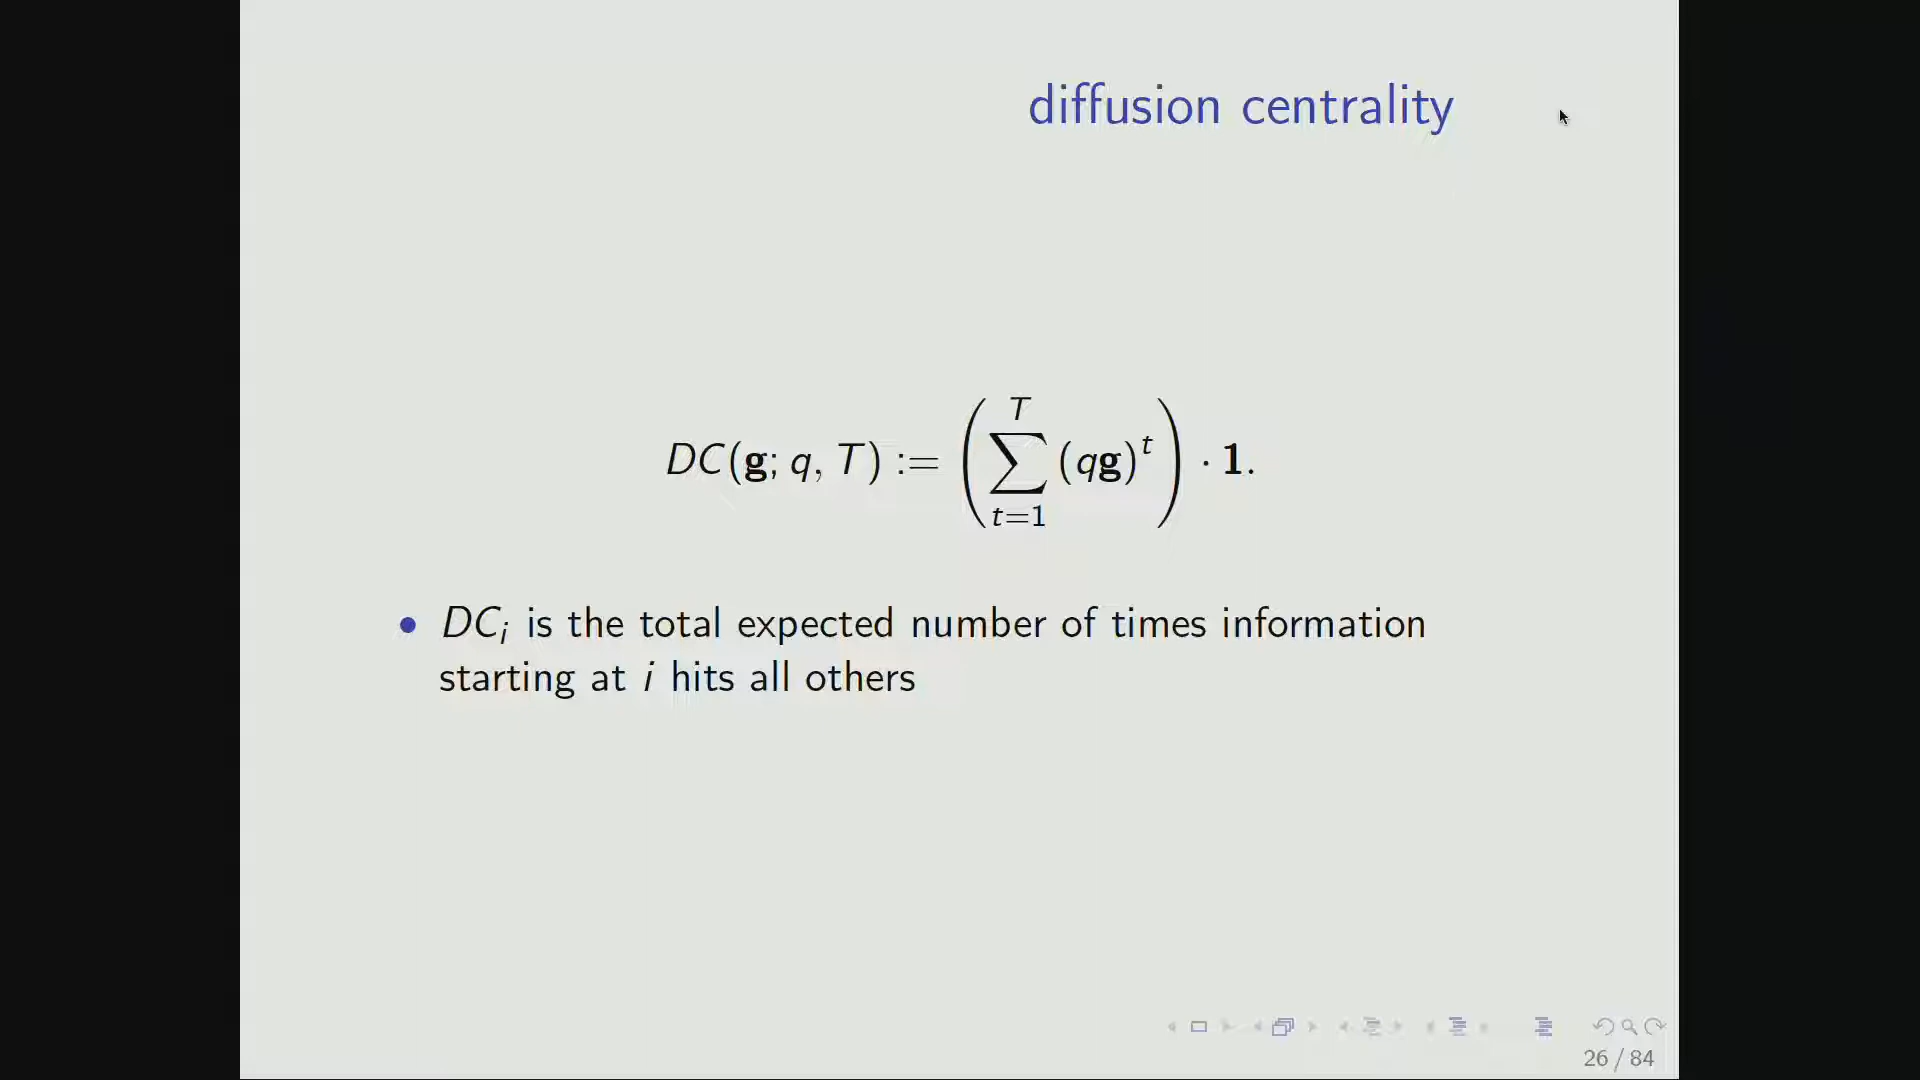 diffusion centrality
DC(g; q, T) := ( ∑_{t=1}^{T} (qg)^t ) · 1.
• DC_i is the total expected number of times information
starting at i hits all others
26 / 84